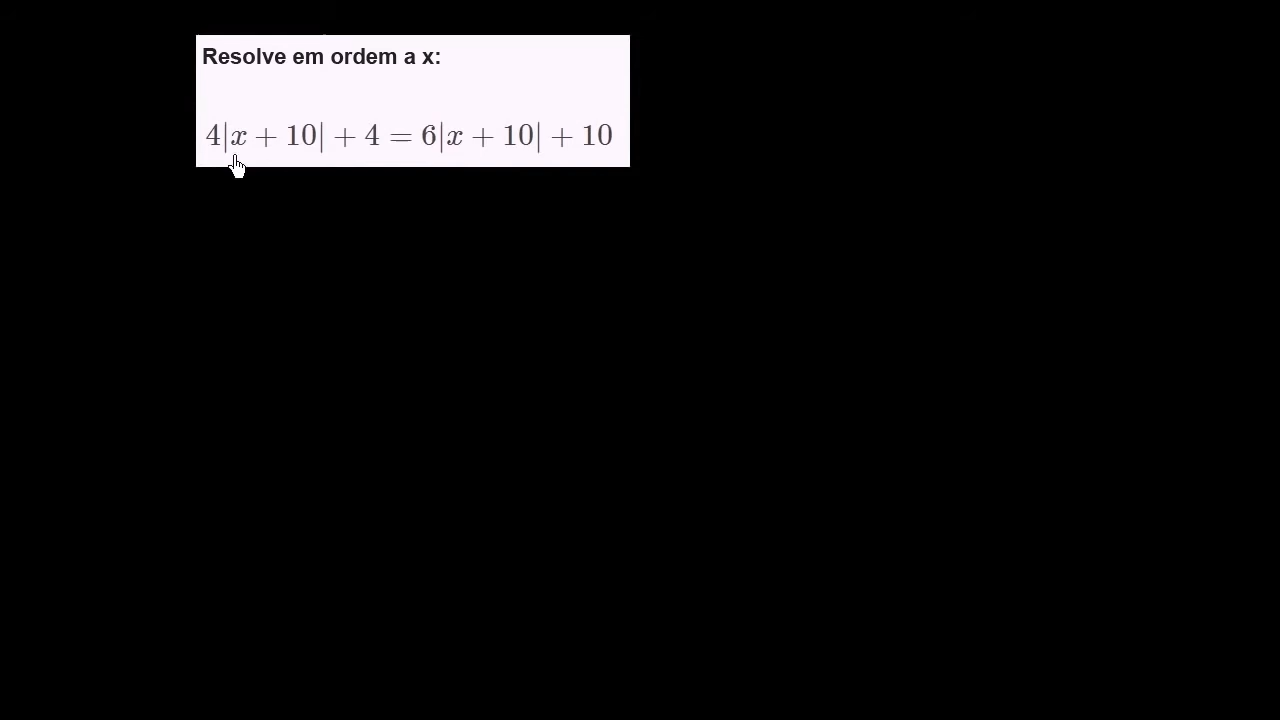 Resolve em ordem a x:
4|x + 10| + 4 = 6|x + 10| + 10